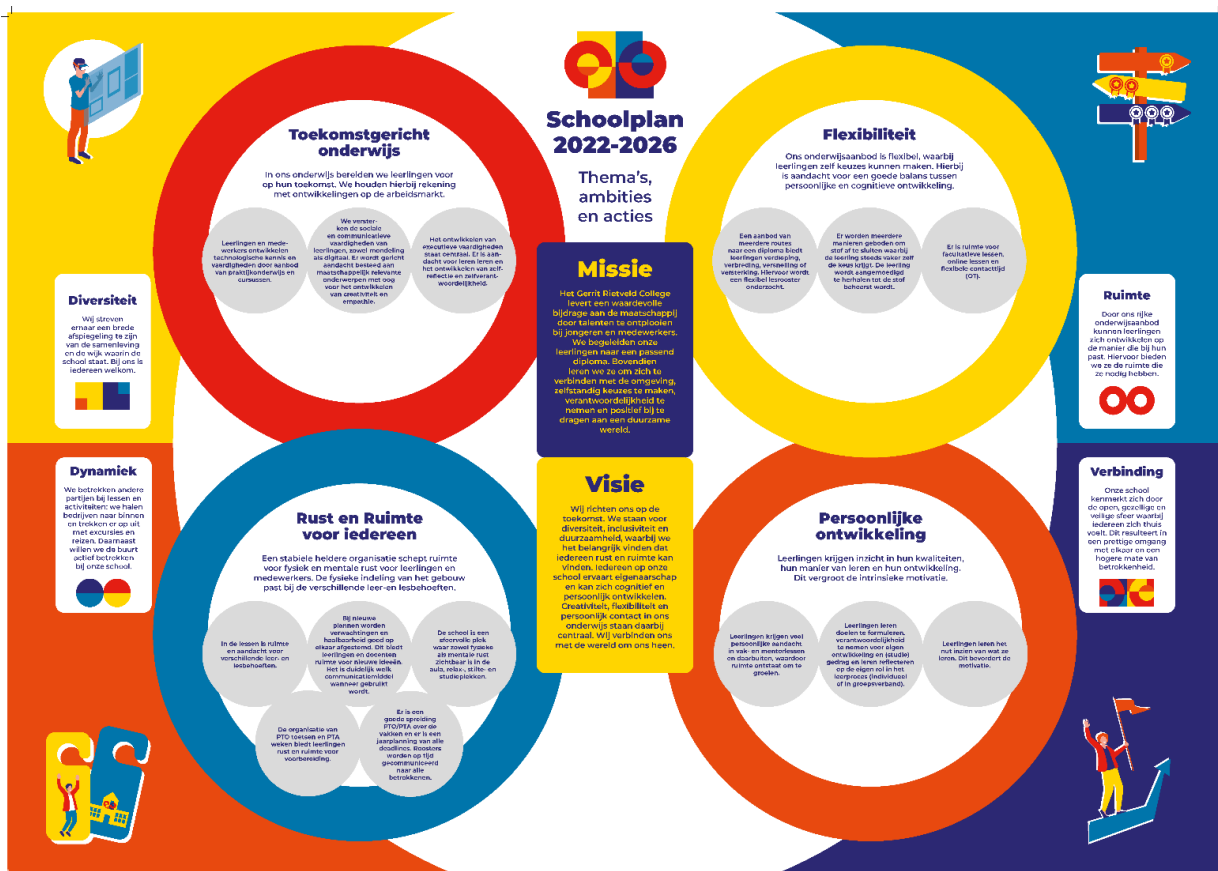 Schoolplan
2022-2026
Thema's,
ambities
en acties
Missie
Het Gerrit Rietveld College
levert een waardevolle
bijdrage aan de maatschappij
door talenten te ontplooien
bij jongeren en medewerkers.
We begeleiden onze
leerlingen naar een passend
diploma. Bovendien
leren we ze om zich te
verbinden met de omgeving,
zelfstandig keuzes te maken,
verantwoordelijkheid te
nemen en positief bij te
dragen aan een duurzame
wereld.
Visie
Wij richten ons op de
toekomst. We staan voor
diversiteit, inclusiviteit en
duurzaamheid, waarbij we
het belangrijk vinden dat
iedereen rust en ruimte kan
vinden. Iedereen op onze
school ervaart eigenaarschap
en kan zich cognitief en
persoonlijk ontwikkelen.
Creativiteit, flexibiliteit en
persoonlijk contact in ons
onderwijs staan daarbij
centraal. Wij verbinden ons
met de wereld om ons heen.
Toekomstgericht
onderwijs
In ons onderwijs bereiden we leerlingen voor
op hun toekomst. We houden hierbij rekening
met ontwikkelingen op de arbeidsmarkt.
Leerlingen en mede-
werkers ontwikkelen
technologische kennis en
vaardigheden door aanbod
van praktijkonderwijs en
cursussen.
We verster-
ken de sociale
en communicatieve
vaardigheden van
leerlingen, zowel mondeling
als digitaal. Er wordt gericht
aandacht besteed aan
maatschappelijk relevante
onderwerpen met oog
voor het ontwikkelen
van creativiteit en
empathie.
Het ontwikkelen van
executieve vaardigheden
staat centraal. Er is aan-
dacht voor leren leren en
het ontwikkelen van zelf-
reflectie en zelfverant-
woordelijkheid.
Flexibiliteit
Ons onderwijsaanbod is flexibel, waarbij
leerlingen zelf keuzes kunnen maken. Hierbij
is aandacht voor een goede balans tussen
persoonlijke en cognitieve ontwikkeling.
Een aanbod van
meerdere routes
naar een diploma biedt
leerlingen verdieping,
verbreding, versnelling of
versterking. Hiervoor wordt
een flexibel lesrooster
onderzocht.
Er worden meerdere
manieren geboden om
stof af te sluiten waarbij
de leerling steeds vaker zelf
de keus krijgt. De leerling
wordt aangemoedigd
te herhalen tot de stof
beheerst wordt.
Er is ruimte voor
facultatieve lessen,
online lessen en
flexibele contacttijd
(OT).
Diversiteit
Wij streven
ernaar een brede
afspiegeling te zijn
van de samenleving
en de wijk waarin de
school staat. Bij ons is
iedereen welkom.
Dynamiek
We betrekken andere
partijen bij lessen en
activiteiten: we halen
bedrijven naar binnen
en trekken er op uit
met excursies en
reizen. Daarnaast
willen we de buurt
actief betrekken
bij onze school.
Ruimte
Door ons rijke
onderwijsaanbod
kunnen leerlingen
zich ontwikkelen op
de manier die bij hun
past. Hiervoor bieden
we ze de ruimte die
ze nodig hebben.
Verbinding
Onze school
kenmerkt zich door
de open, gezellige en
veilige sfeer waarbij
iedereen zich thuis
voelt. Dit resulteert in
een prettige omgang
met elkaar en een
hogere mate van
betrokkenheid.
Rust en Ruimte
voor iedereen
Een stabiele heldere organisatie schept ruimte
voor fysiek en mentale rust voor leerlingen en
medewerkers. De fysieke indeling van het gebouw
past bij de verschillende leer-en lesbehoeften.
In de lessen is ruimte
en aandacht voor
verschillende leer- en
lesbehoeften.
Bij nieuwe
plannen worden
verwachtingen en
haalbaarheid goed op
elkaar afgestemd. Dit biedt
leerlingen en docenten
ruimte voor nieuwe ideeën.
Het is duidelijk welk
communicatiemiddel
wanneer gebruikt
wordt.
De school is een
sfeervolle plek
waar zowel fysieke
als mentale rust
zichtbaar is in de
aula, relax-, stilte- en
studieplekken.
De organisatie van
PTO toetsen en PTA
weken biedt leerlingen
rust en ruimte voor
voorbereiding.
Er is een
goede spreiding
PTO/PTA over de
vakken en er is een
jaarplanning van alle
deadlines. Roosters
worden op tijd
gecommuniceerd
naar alle
betrokkenen.
Persoonlijke
ontwikkeling
Leerlingen krijgen inzicht in hun kwaliteiten,
hun manier van leren en hun ontwikkeling.
Dit vergroot de intrinsieke motivatie.
Leerlingen krijgen veel
persoonlijke aandacht
in vak- en mentorlessen
en daarbuiten, waardoor
ruimte ontstaat om te
groeien.
Leerlingen leren
doelen te formuleren,
verantwoordelijkheid
te nemen voor eigen
ontwikkeling en (studie)
gedrag en leren reflecteren
op de eigen rol in het
leerproces (individueel
of in groepsverband).
Leerlingen leren het
nut inzien van wat ze
leren. Dit bevordert de
motivatie.